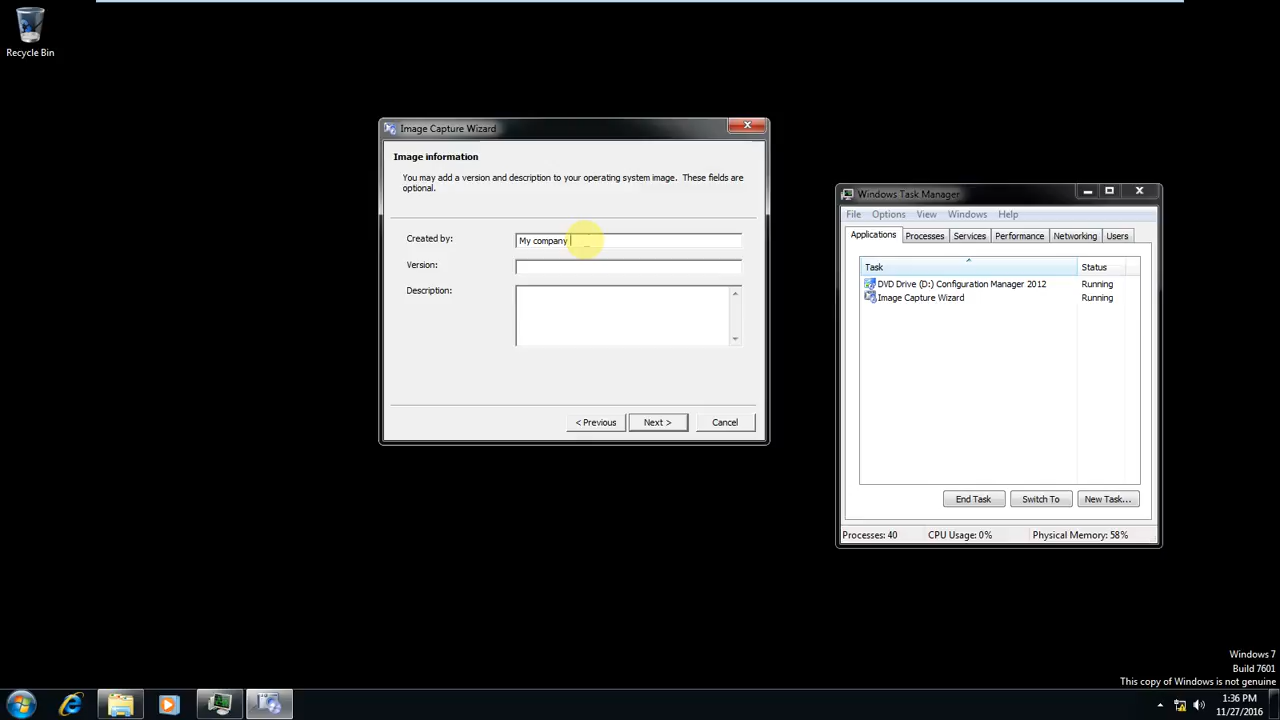 Recycle Bin
Image Capture Wizard
Image information
You may add a version and description to your operating system image. These fields are
optional.
Created by:
My company
Version:
Description:
< Previous
Next >
Cancel
Windows Task Manager
File Options View Windows Help
Applications Processes Services Performance Networking Users
Task Status
DVD Drive (D:) Configuration Manager 2012 Running
Image Capture Wizard Running
End Task Switch To New Task...
Processes: 40 CPU Usage: 0% Physical Memory: 58%
Windows 7
Build 7601
This copy of Windows is not genuine
1:36 PM
11/27/2016